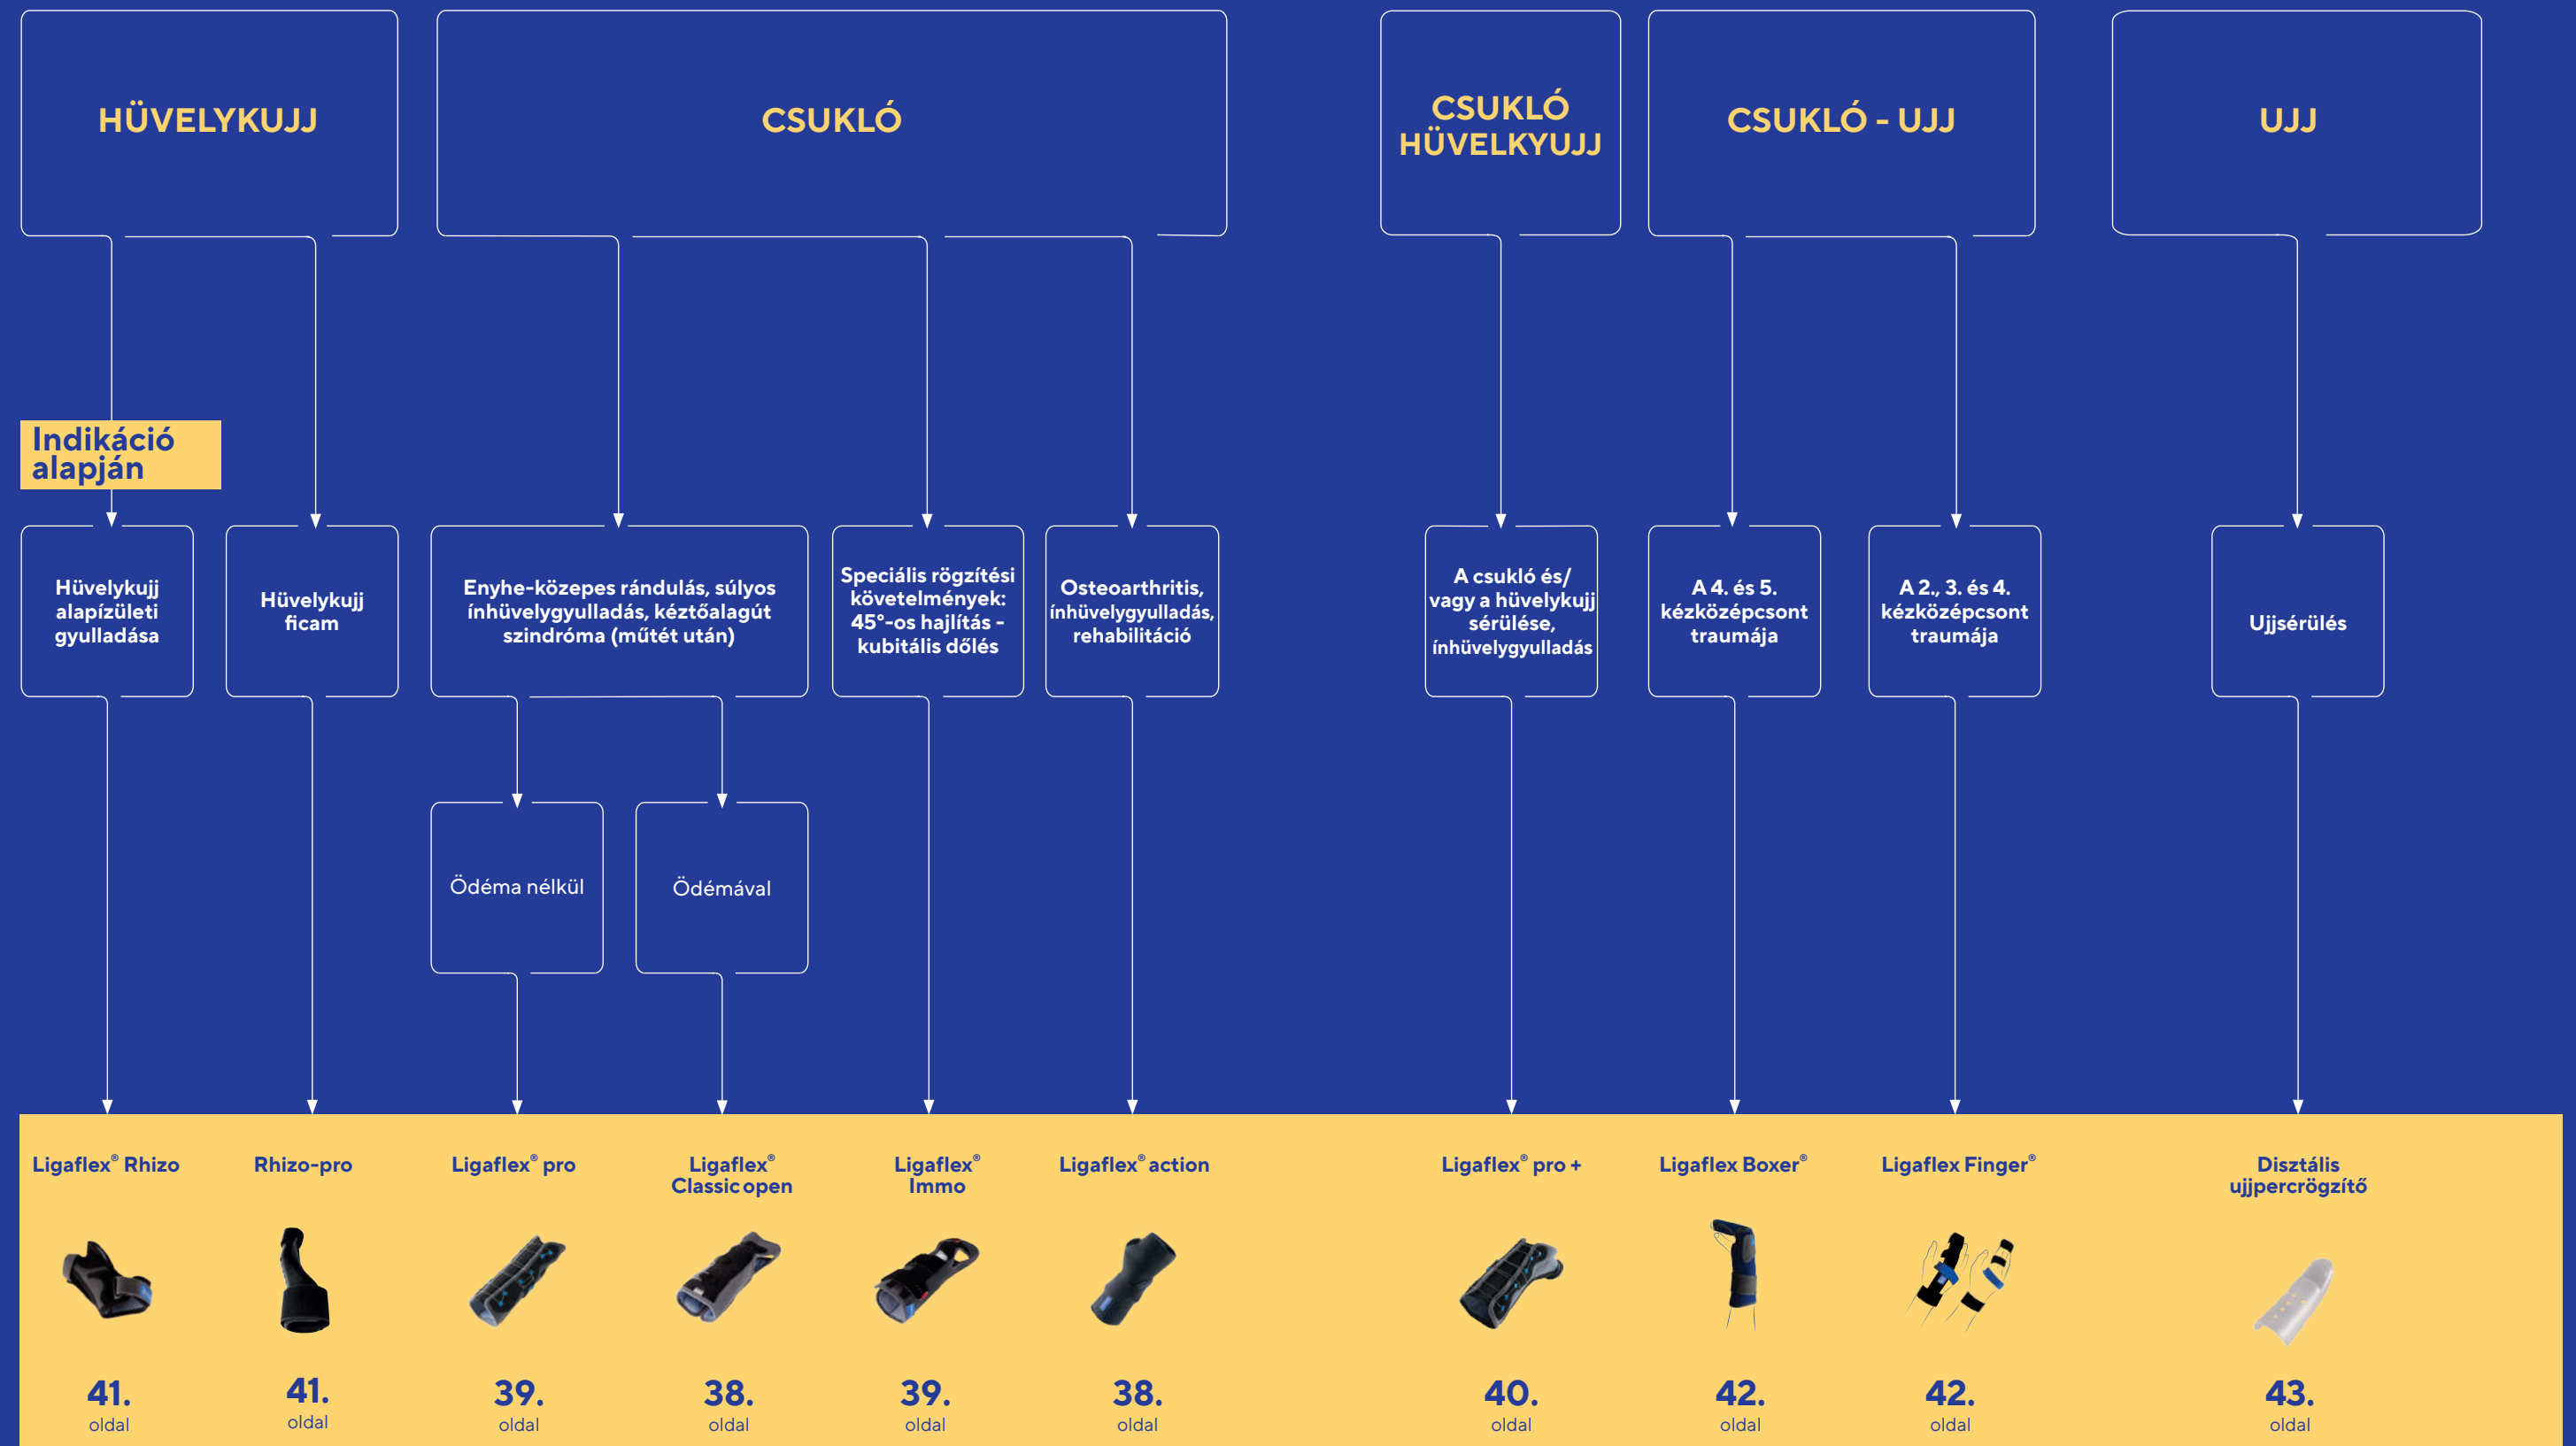 HÜVELYKUJJ
CSUKLÓ
CSUKLÓ
HÜVELKYUJJ
CSUKLÓ - UJJ
UJJ
Indikáció
alapján
Hüvelykujj
alapízületi
gyulladása
Hüvelykujj
ficam
Enyhe-közepes rándulás, súlyos
ínhüvelygyulladás, kéztőalagút
szindróma (műtét után)
Speciális rögzítési
követelmények:
45°-os hajlítás -
kubitális dőlés
Osteoarthritis,
ínhüvelygyulladás,
rehabilitáció
A csukló és/
vagy a hüvelykujj
sérülése,
ínhüvelygyulladás
A 4. és 5.
kézközépcsont
traumája
A 2., 3. és 4.
kézközépcsont
traumája
Ujjsérülés
Ödéma nélkül
Ödémával
Ligaflex® Rhizo
Rhizo-pro
Ligaflex® pro
Ligaflex®
Classic open
Ligaflex®
Immo
Ligaflex® action
Ligaflex® pro +
Ligaflex Boxer®
Ligaflex Finger®
Disztális
ujjpercrögzítő
41.
oldal
41.
oldal
39.
oldal
38.
oldal
39.
oldal
38.
oldal
40.
oldal
42.
oldal
42.
oldal
43.
oldal